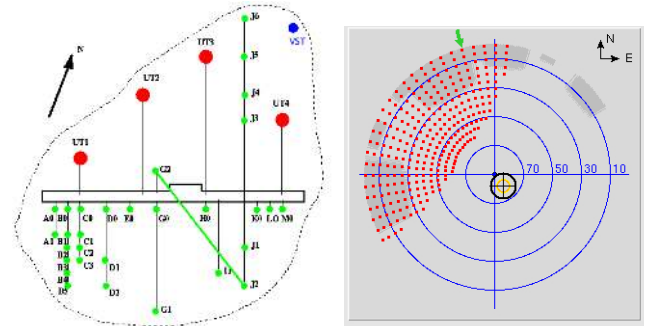 J6
N
VST
UT3
J5
UT2
J4
J3
UT4
UT1
G2
A0 B0 C0 D0 E0 G0 H0 K0 L0 M0
A1 B1 C1 J1
B2 C2
B3 C3 D1
B4 I1
B5 D2 J2
G1
N
E
70 50 30 10